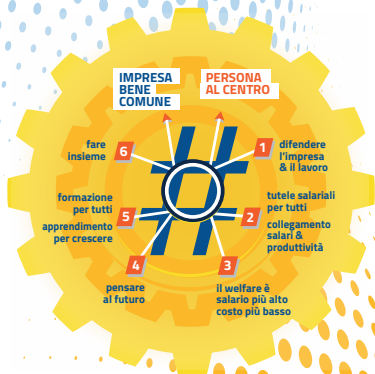 IMPRESA
BENE
COMUNE
PERSONA
AL CENTRO
#
1
difendere
l'impresa
& il lavoro
2
tutele salariali
per tutti
collegamento
salari &
produttività
3
il welfare è
salario più alto
costo più basso
4
pensare
al futuro
5
formazione
per tutti
apprendimento
per crescere
6
fare
insieme